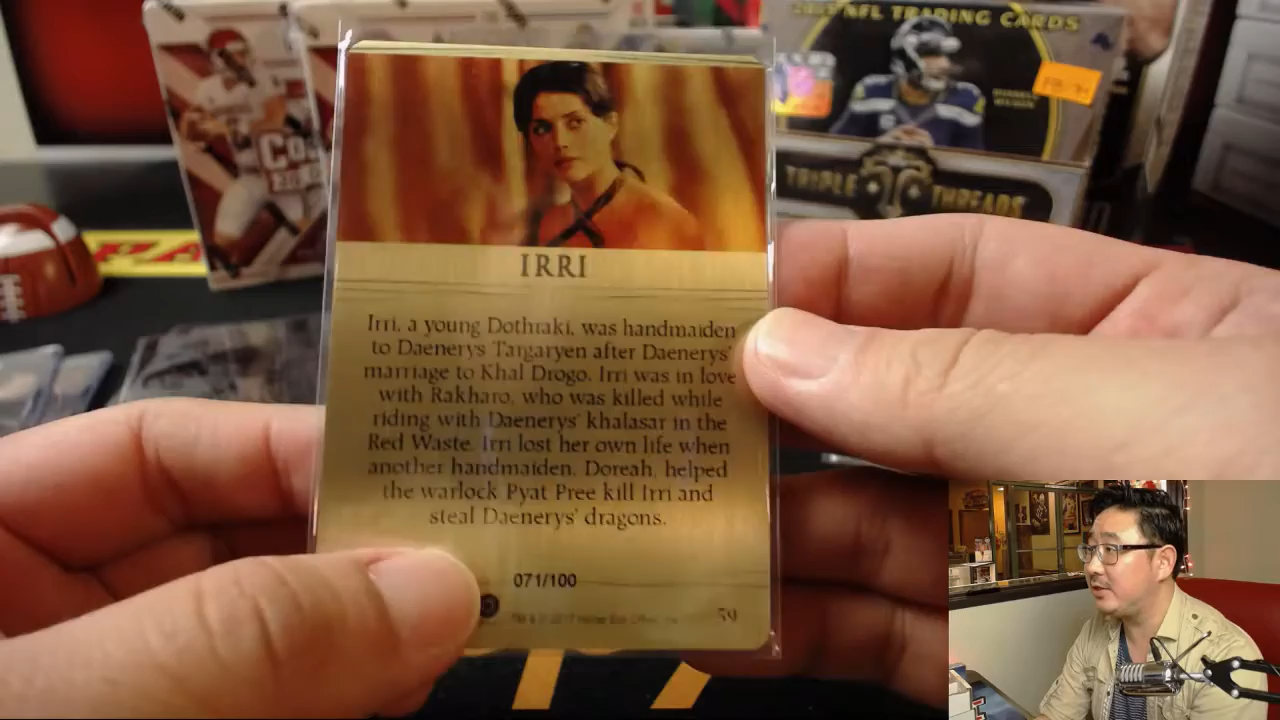 2015 NFL TRADING CARDS
TRIPLE THREADS
IRRI
Irri, a young Dothraki, was handmaiden
to Daenerys Targaryen after Daenerys'
marriage to Khal Drogo. Irri was in love
with Rakharo, who was killed while
riding with Daenerys' khalasar in the
Red Waste. Irri lost her own life when
another handmaiden, Doreah, helped
the warlock Pyat Pree kill Irri and
steal Daenerys' dragons.
071/100
59